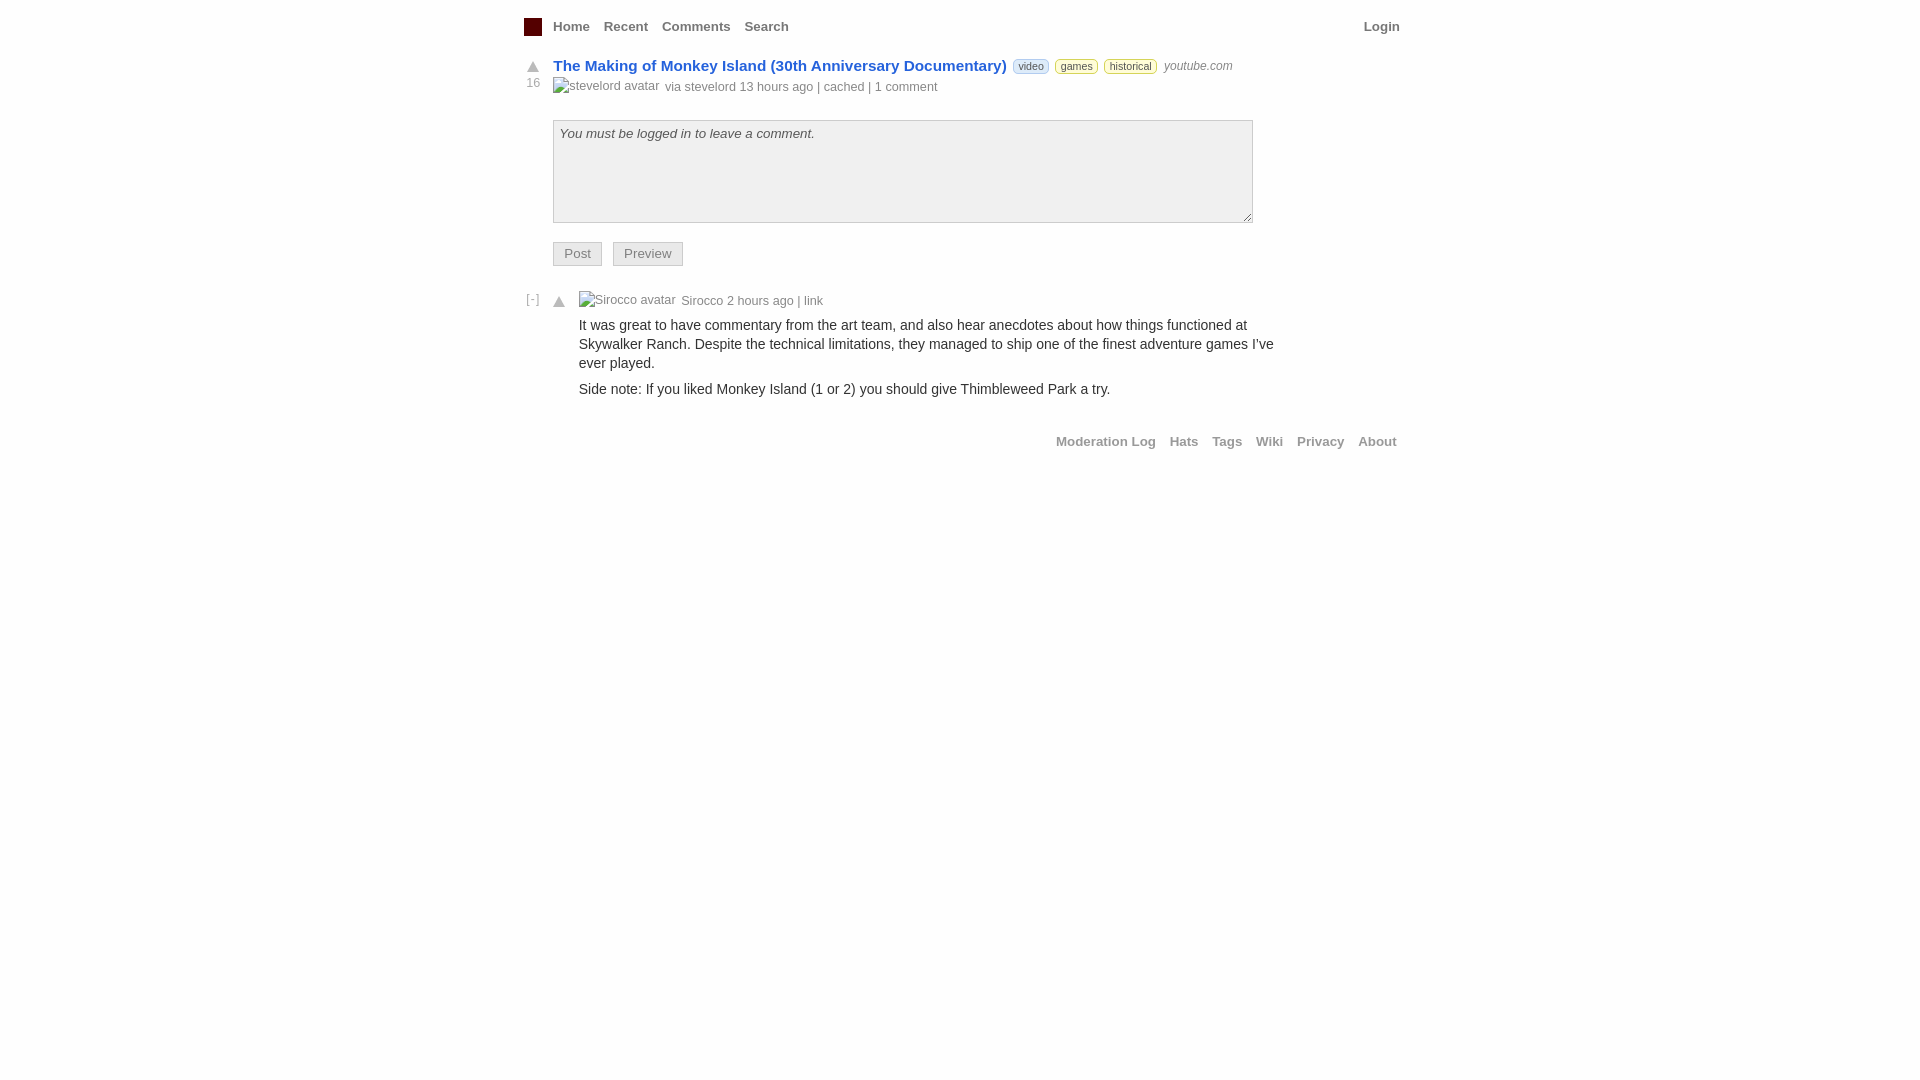 Home Recent Comments Search Login
The Making of Monkey Island (30th Anniversary Documentary) video games historical youtube.com
16
stevelord avatar via stevelord 13 hours ago | cached | 1 comment
You must be logged in to leave a comment.
Post Preview
[-] Sirocco avatar Sirocco 2 hours ago | link
It was great to have commentary from the art team, and also hear anecdotes about how things functioned at
Skywalker Ranch. Despite the technical limitations, they managed to ship one of the finest adventure games I’ve
ever played.
Side note: If you liked Monkey Island (1 or 2) you should give Thimbleweed Park a try.
Moderation Log Hats Tags Wiki Privacy About